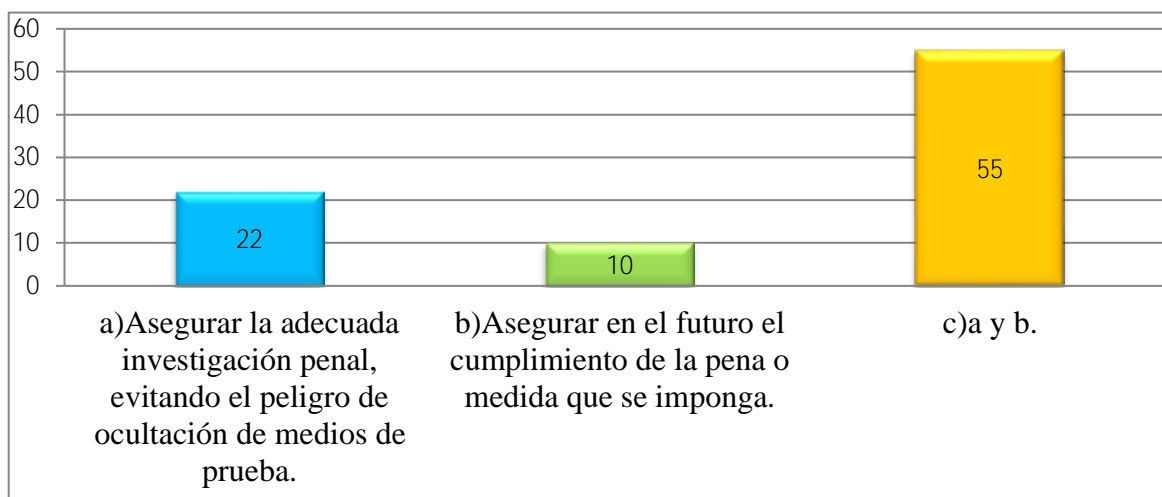 60
50
40
30
20
10
0
22
10
55
a)Asegurar la adecuada
investigación penal,
evitando el peligro de
ocultación de medios de
prueba.
b)Asegurar en el futuro el
cumplimiento de la pena o
medida que se imponga.
c)a y b.